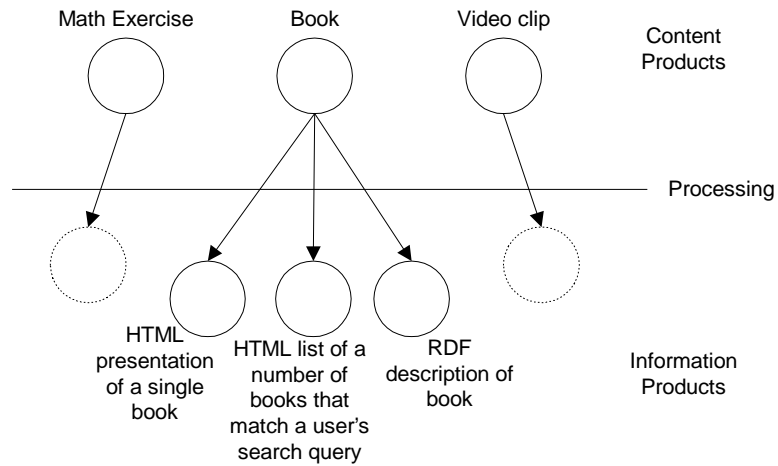 Math Exercise
Book
Video clip
Content
Products
Processing
HTML
presentation
of a single
book
HTML list of a
number of
books that
match a user's
search query
RDF
description of
book
Information
Products